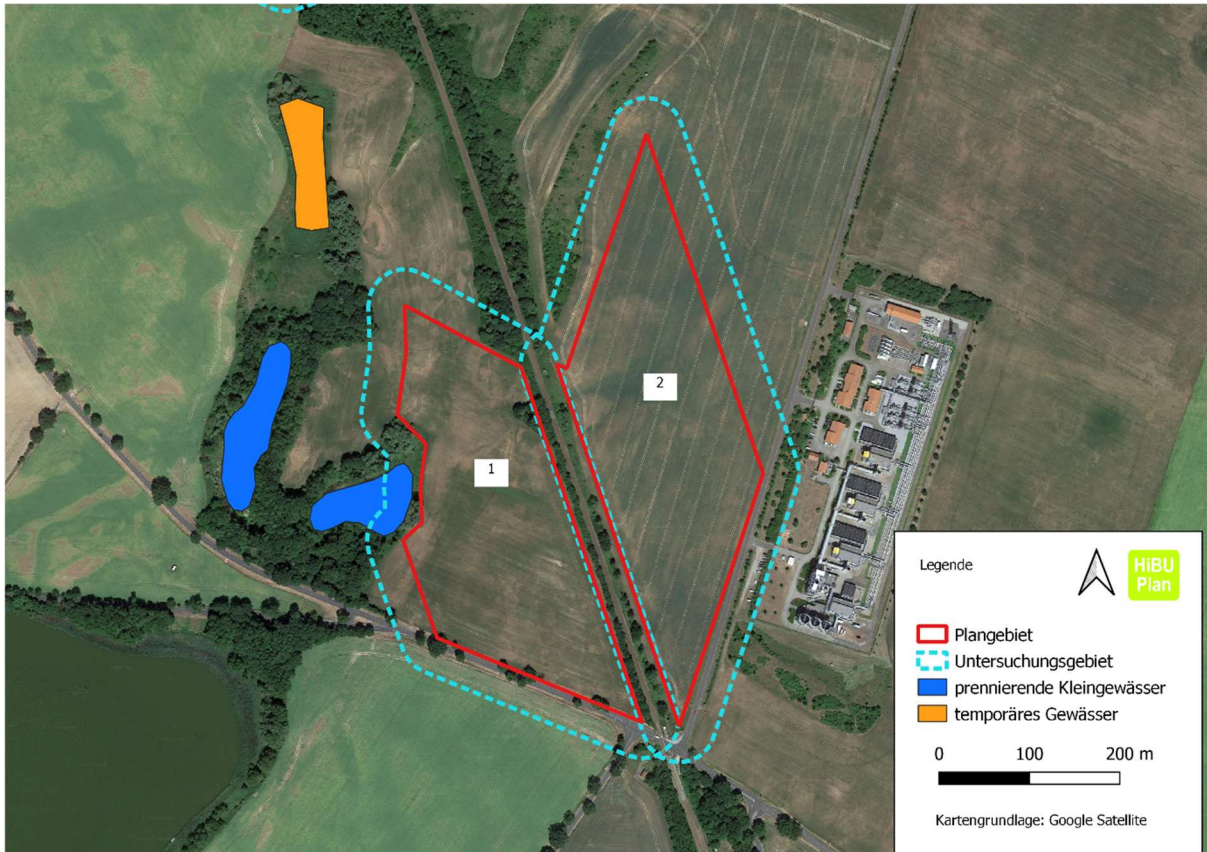 2
1
Legende
HiBU
Plan
Plangebiet
Untersuchungsgebiet
prennierende Kleingewässer
temporäres Gewässer
0 100 200 m
Kartengrundlage: Google Satellite